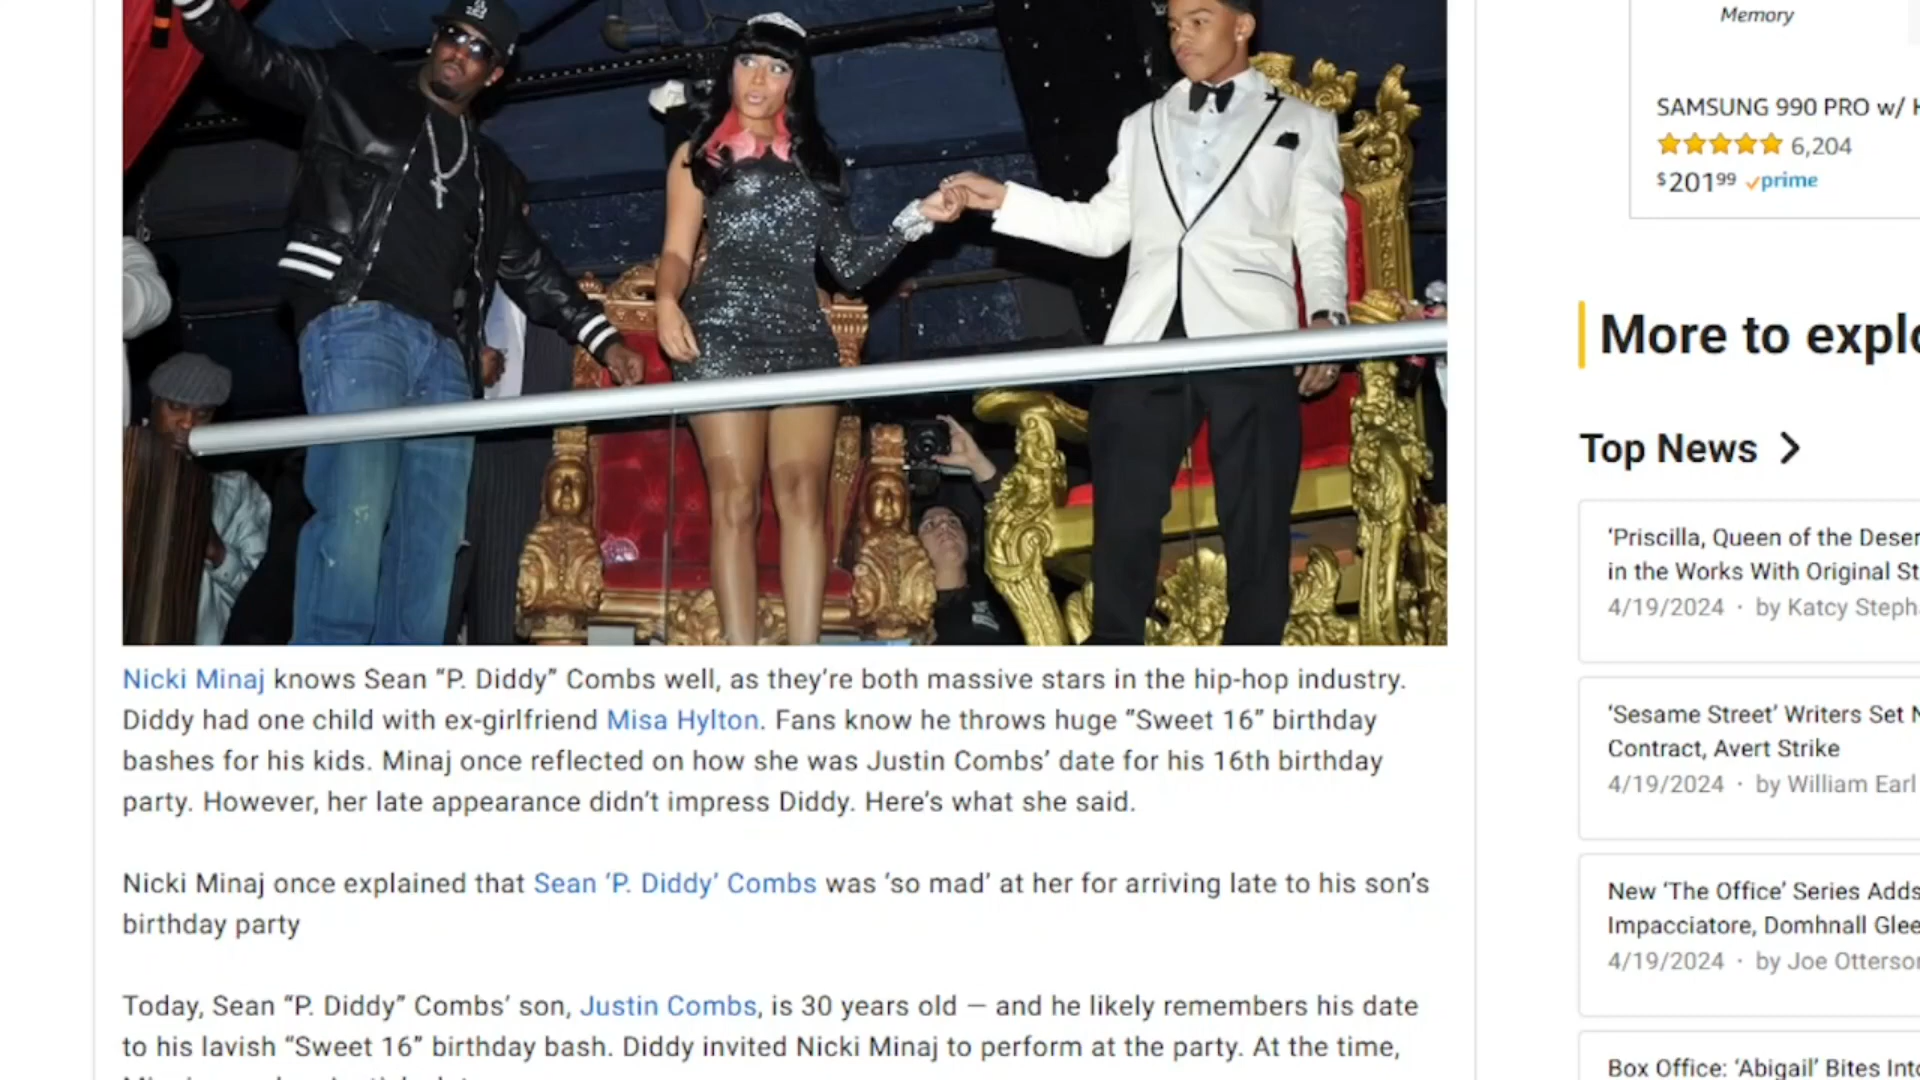 Memory
SAMSUNG 990 PRO w/
6,204
$201.99 prime
More to
Top News
‘Priscilla, Queen of the
in the Works With Original
4/19/2024 · by Katcy
‘Sesame Street’ Writers Set
Contract, Avert Strike
4/19/2024 · by William Earl
New ‘The Office’ Series Adds
Impacciatore, Domhnall
4/19/2024 · by Joe
Box Office: ‘Abigail’ Bites
Nicki Minaj knows Sean “P. Diddy” Combs well, as they’re both massive stars in the hip-hop industry.
Diddy had one child with ex-girlfriend Misa Hylton. Fans know he throws huge “Sweet 16” birthday
bashes for his kids. Minaj once reflected on how she was Justin Combs’ date for his 16th birthday
party. However, her late appearance didn’t impress Diddy. Here’s what she said.
Nicki Minaj once explained that Sean ‘P. Diddy’ Combs was ‘so mad’ at her for arriving late to his son’s
birthday party
Today, Sean “P. Diddy” Combs’ son, Justin Combs, is 30 years old — and he likely remembers his date
to his lavish “Sweet 16” birthday bash. Diddy invited Nicki Minaj to perform at the party. At the time,